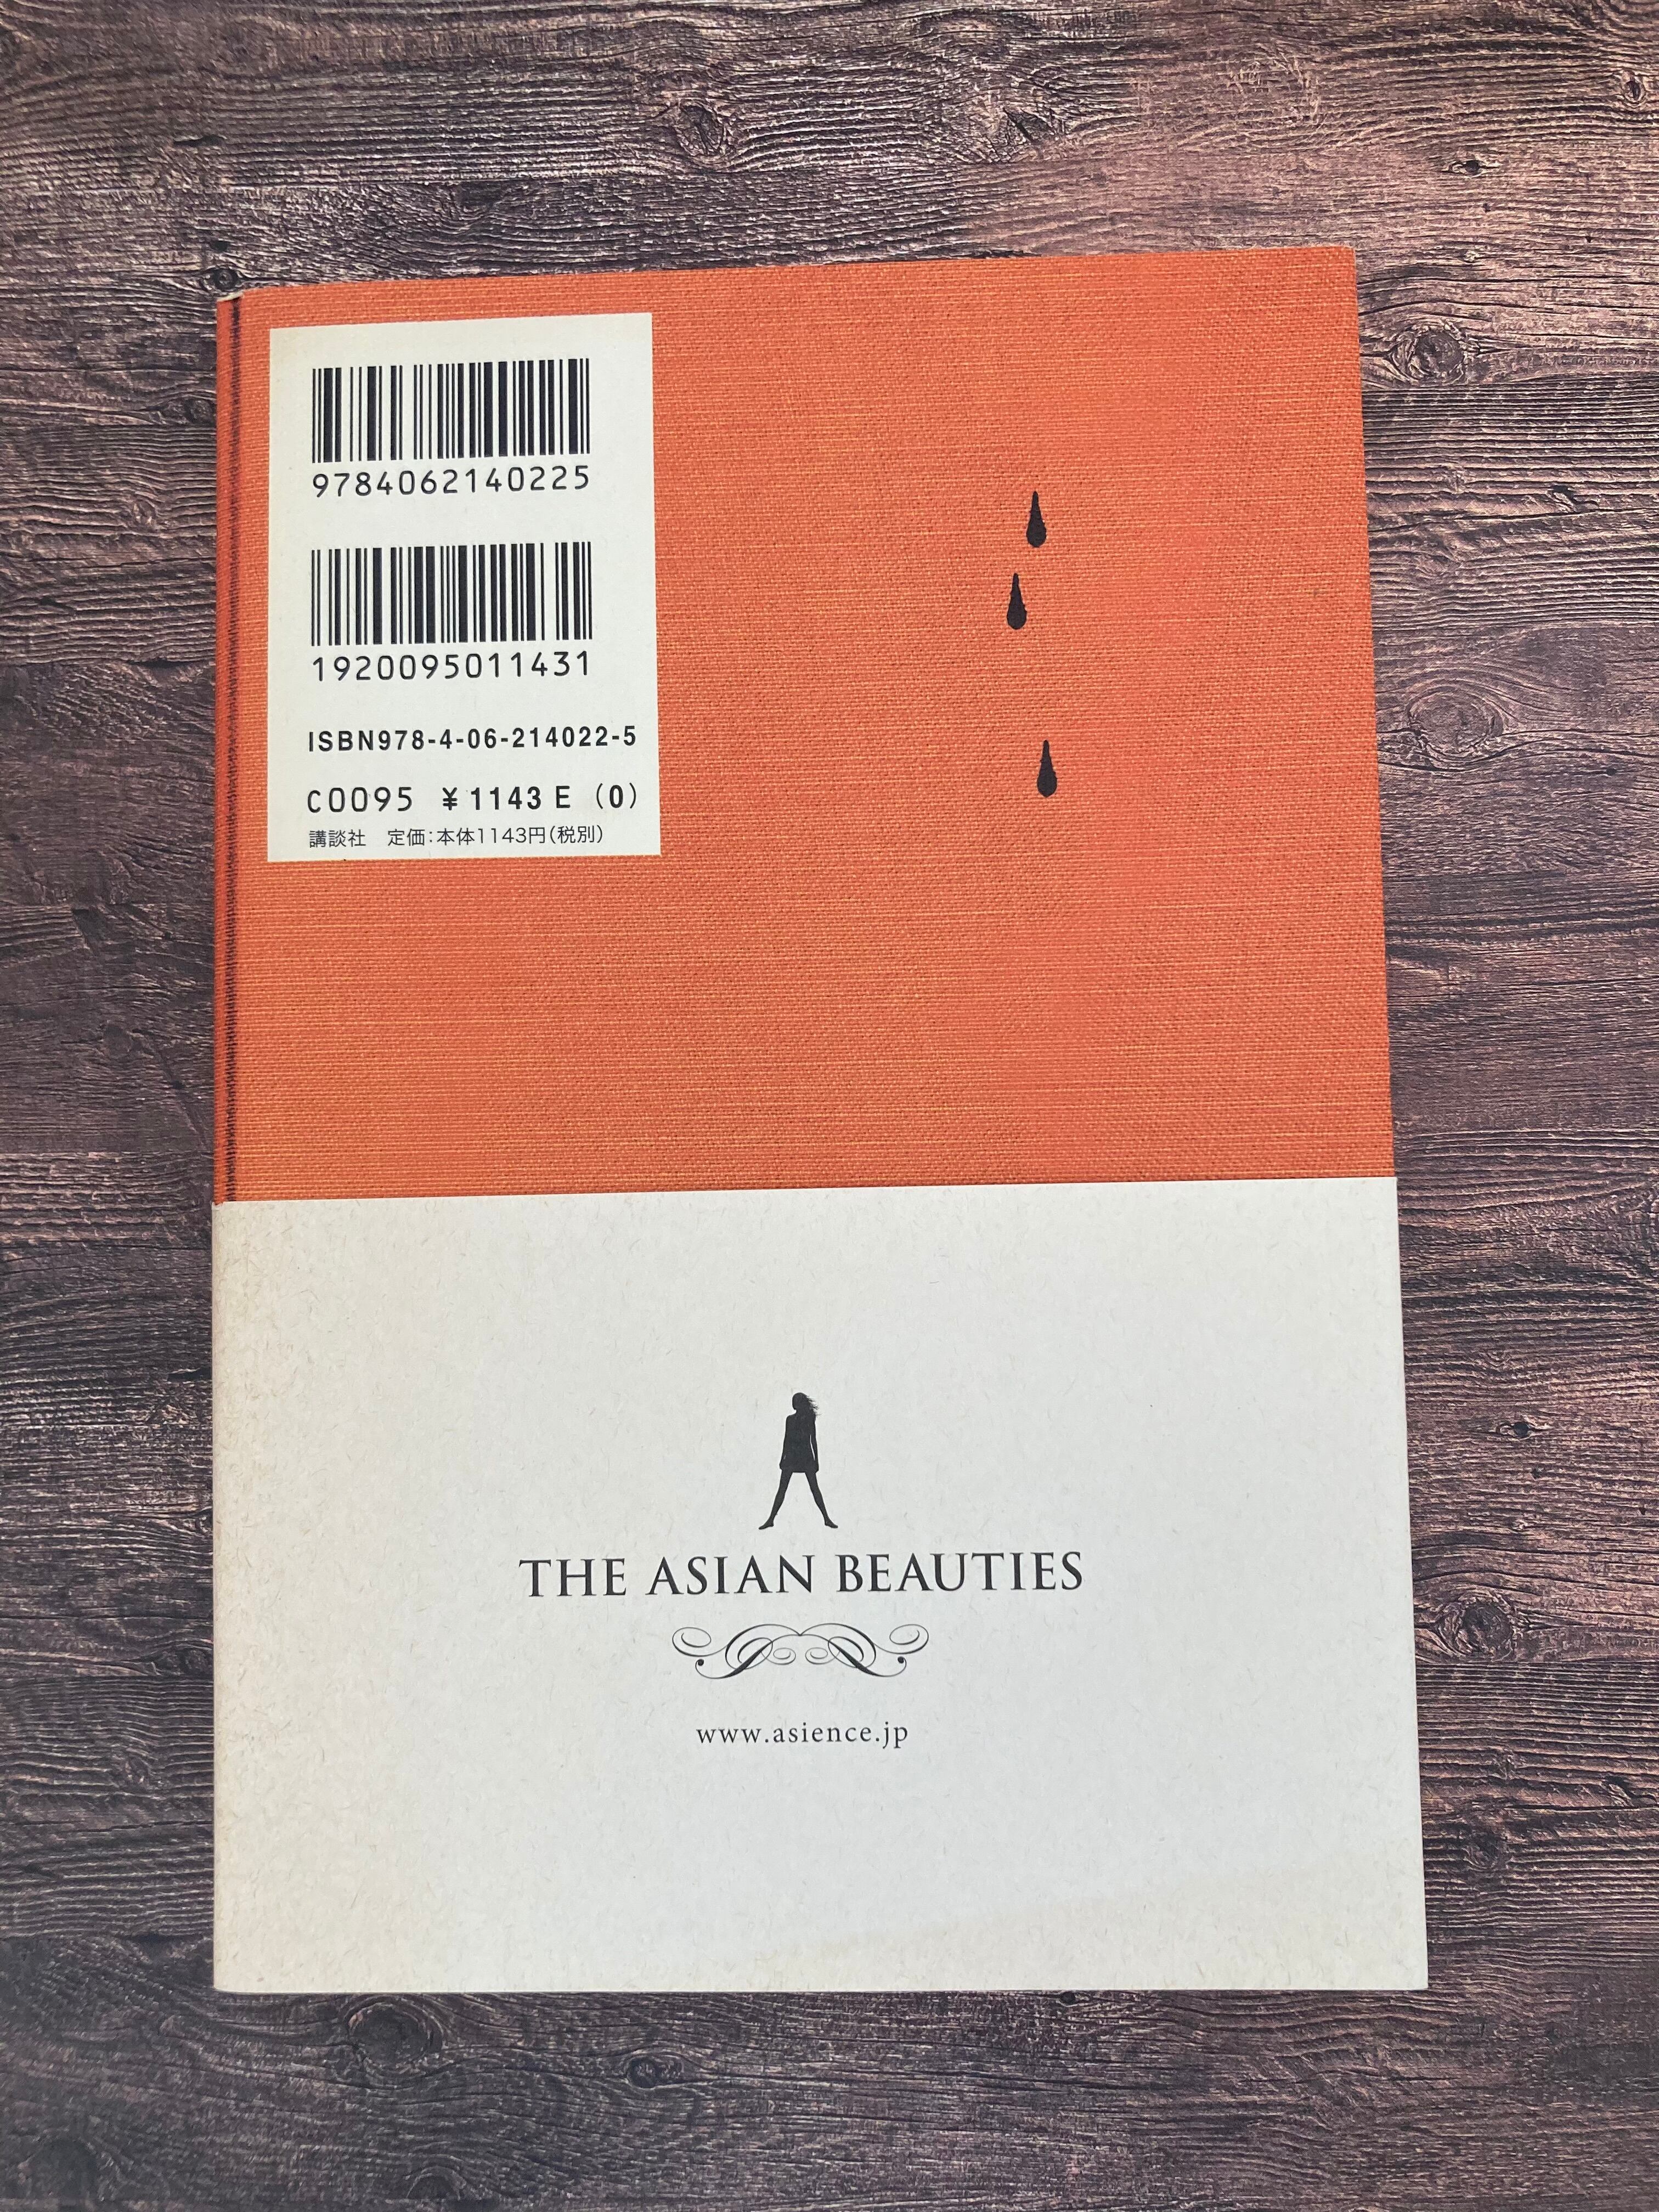 9784062140225
1920095011431
ISBN978-4-06-214022-5
C0095 ¥1143E (0)
講談社 定価:本体1143円(税別)
THE ASIAN BEAUTIES
www.asience.jp